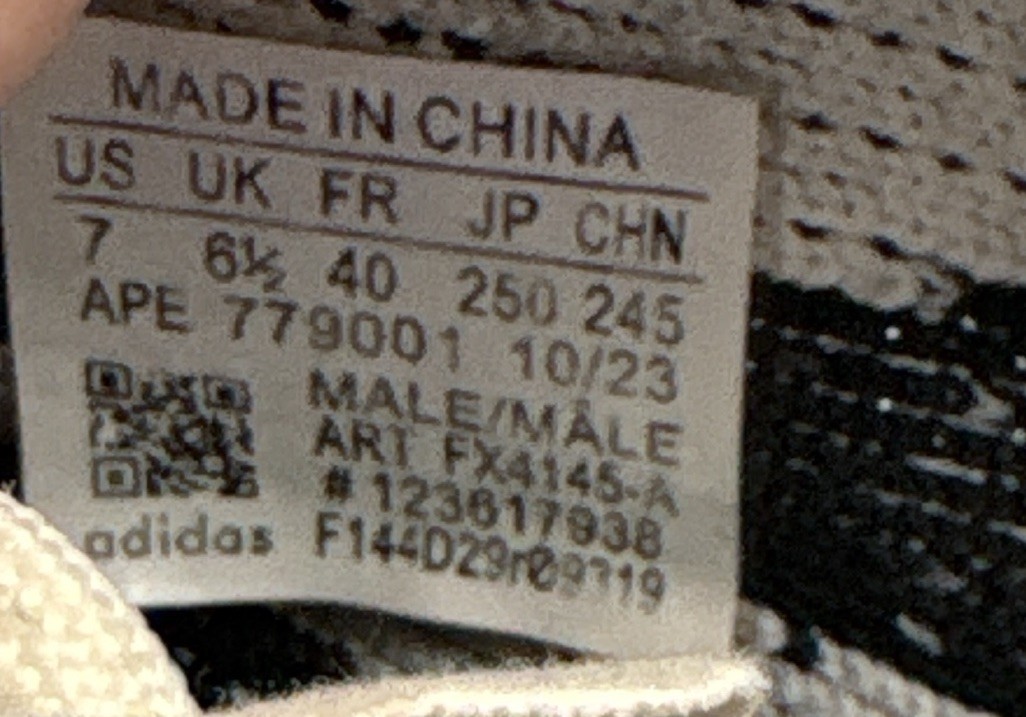 MADE IN CHINA
US UK FR JP CHN
7 6½ 40 250 245
APE 779001 10/23
MALE/MÂLE
ART FX4145-A
# 123617938
adidas